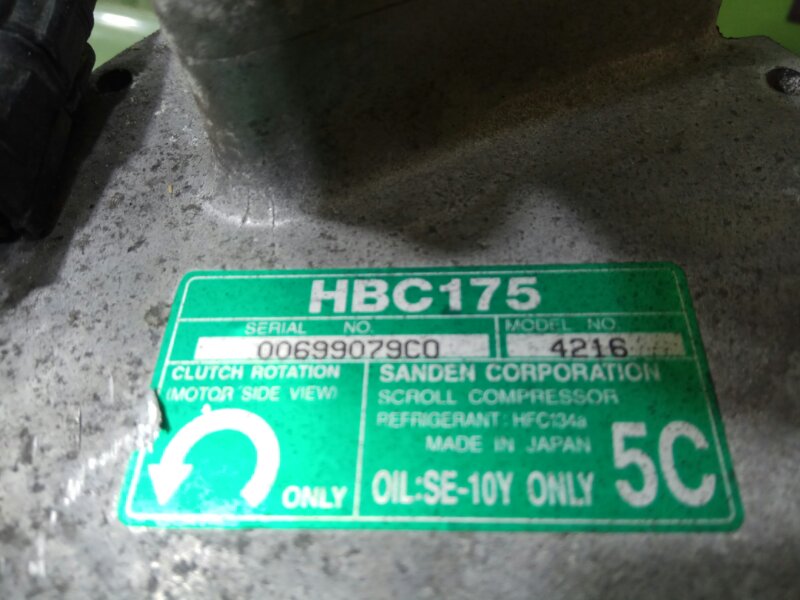 HBC175
SERIAL NO. MODEL NO.
00699079C0 4216
CLUTCH ROTATION
(MOTOR SIDE VIEW)
ONLY
SANDEN CORPORATION
SCROLL COMPRESSOR
REFRIGERANT: HFC134a
MADE IN JAPAN
OIL:SE-10Y ONLY
5C